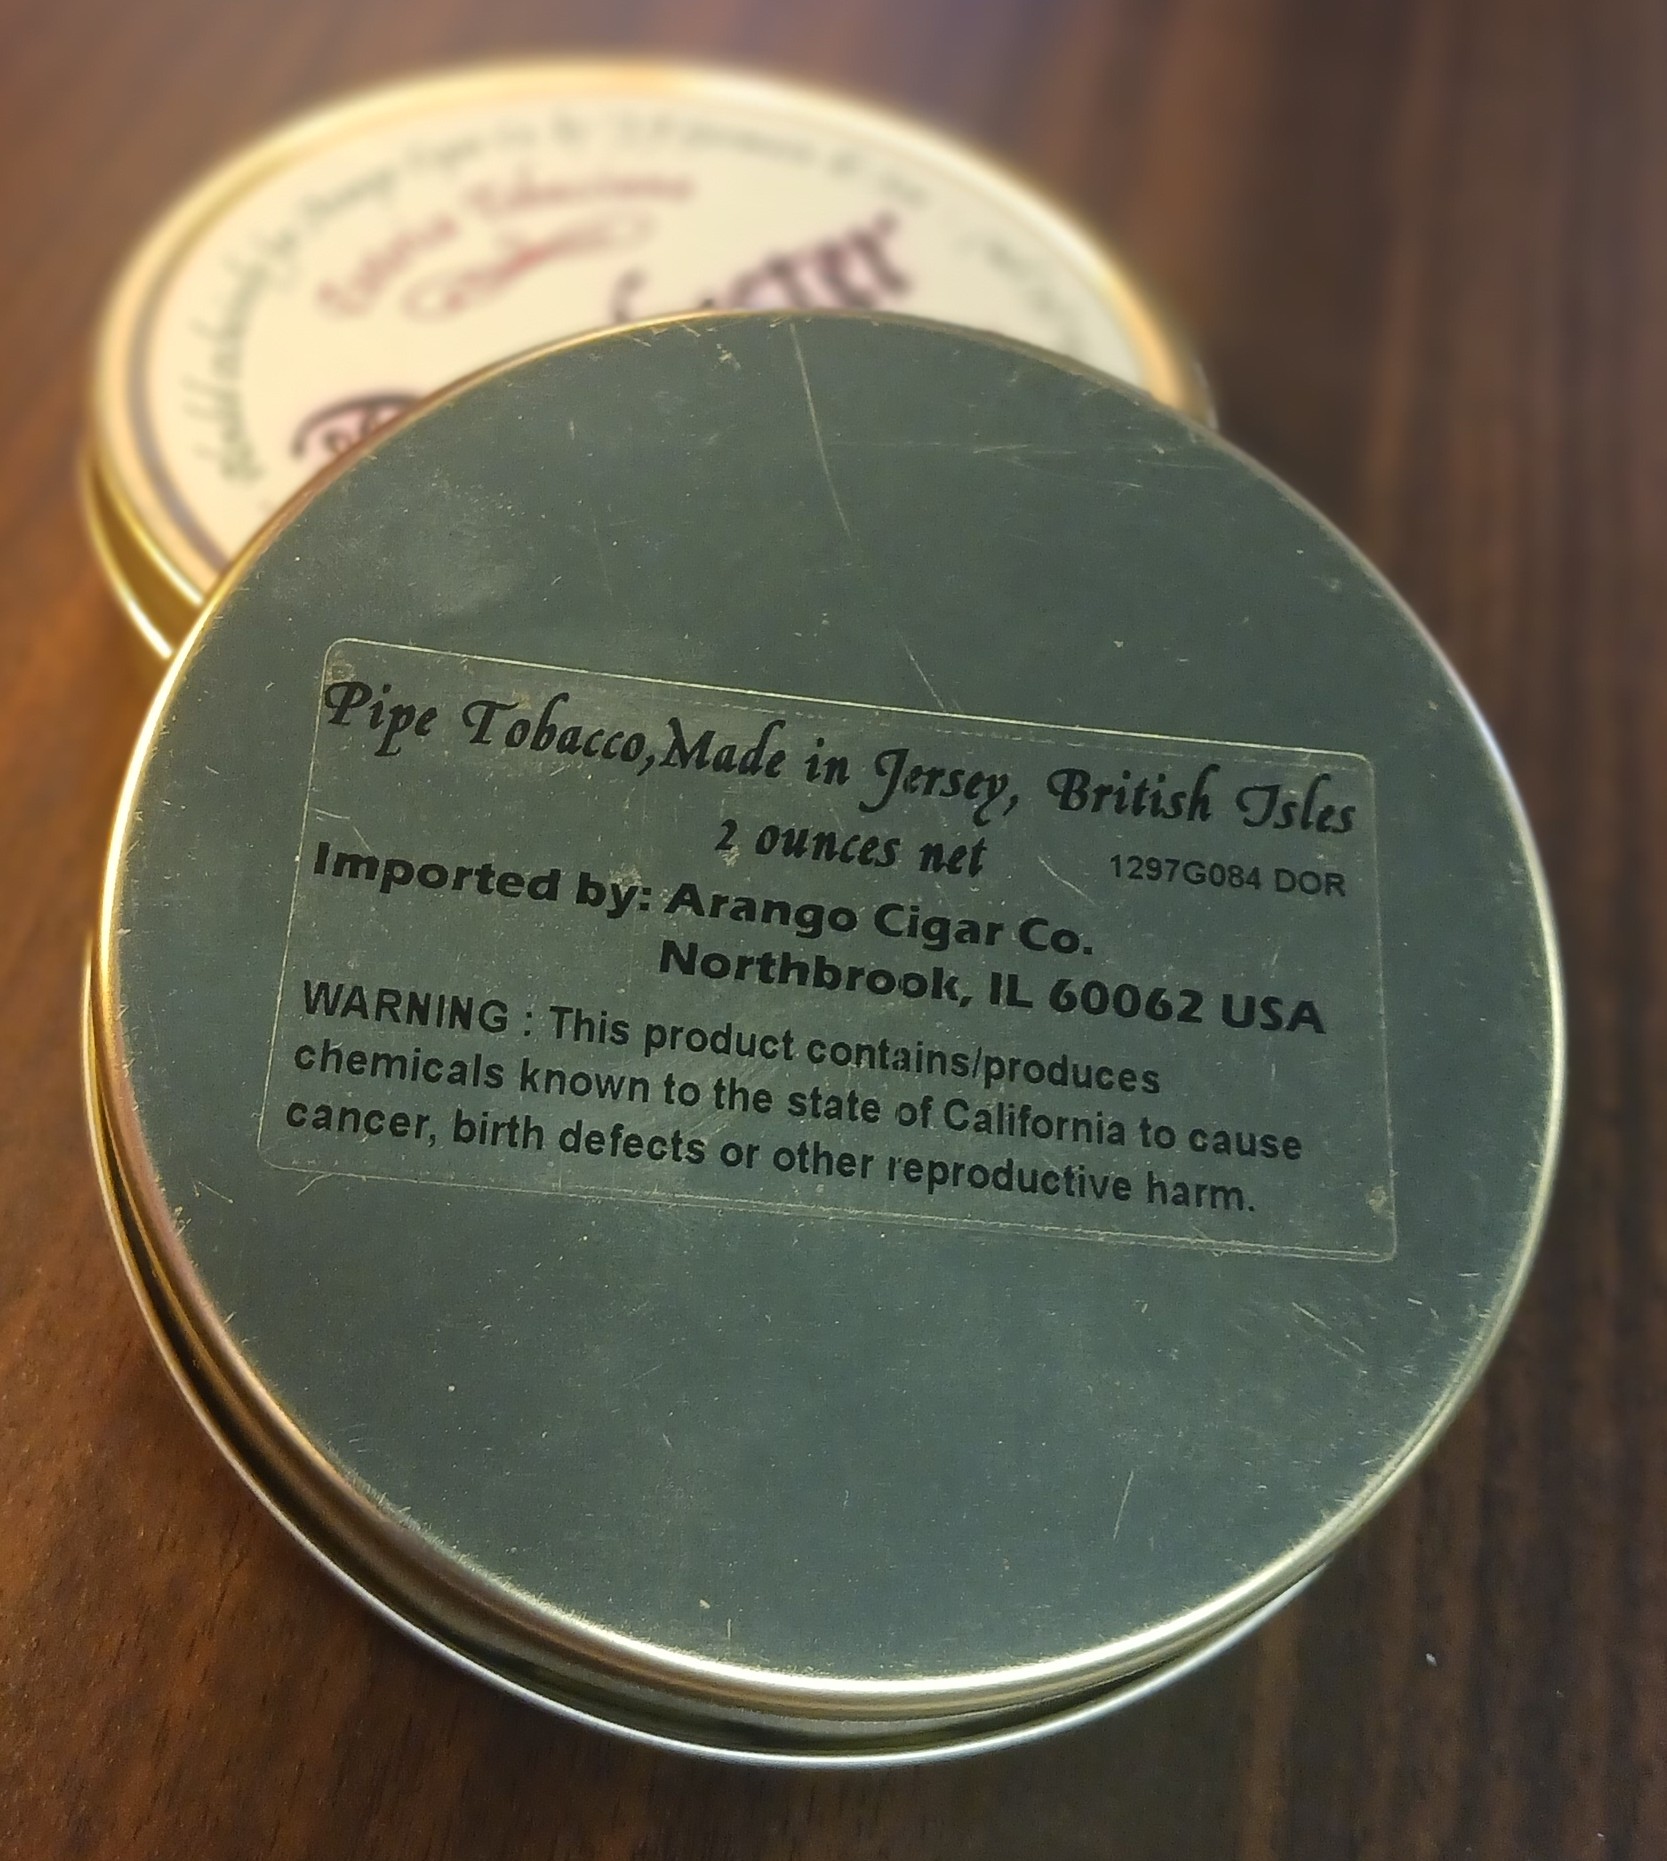 Esoterica Tobacciana
Pipe Tobacco,Made in Jersey, British Isles
2 ounces net
1297G084 DOR
Imported by: Arango Cigar Co.
Northbrook, IL 60062 USA
WARNING : This product contains/produces
chemicals known to the state of California to cause
cancer, birth defects or other reproductive harm.